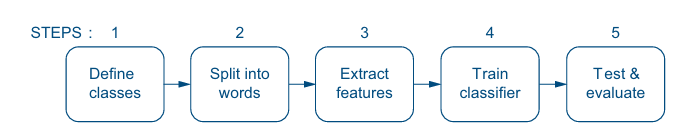 STEPS : 1 2 3 4 5
Define
classes
Split into
words
Extract
features
Train
classifier
Test &
evaluate